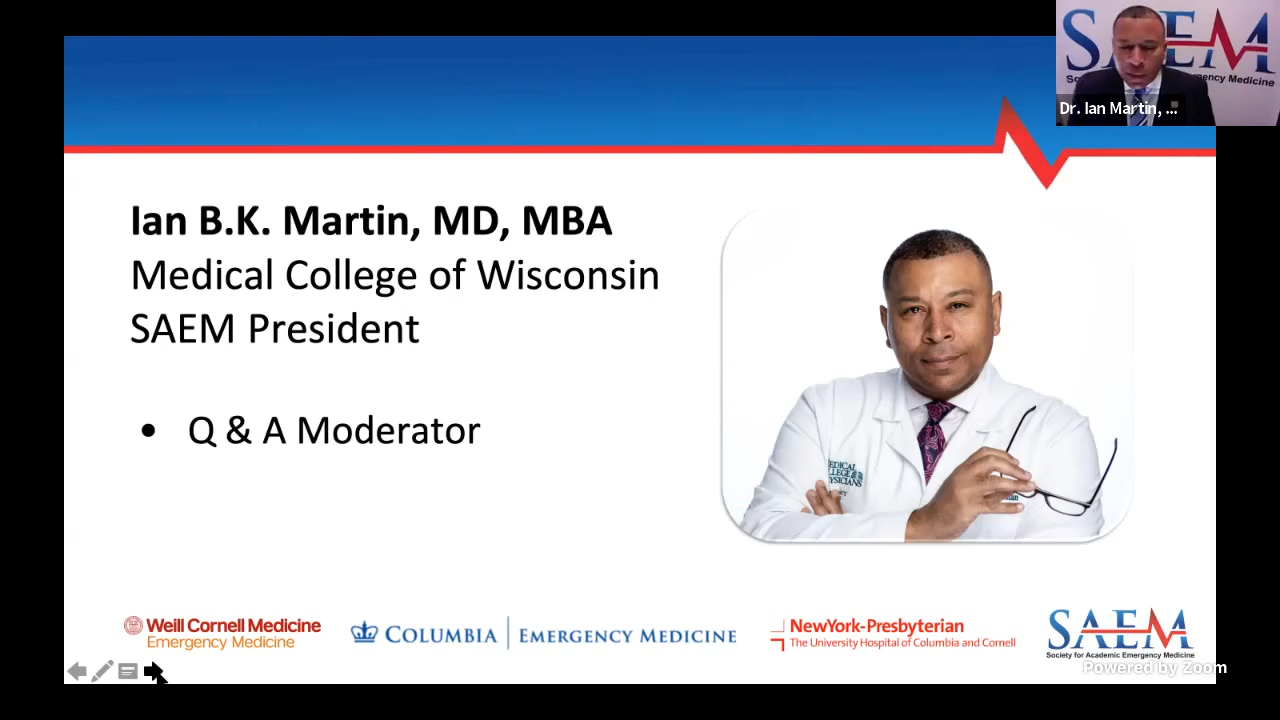 SAEM
Dr. Ian Martin, ...
Ian B.K. Martin, MD, MBA
Medical College of Wisconsin
SAEM President
• Q & A Moderator
Weill Cornell Medicine
Emergency Medicine
COLUMBIA
EMERGENCY MEDICINE
NewYork-Presbyterian
The University Hospital of Columbia and Cornell
SAEM
Society for Academic Emergency Medicine
Powered by Zoom